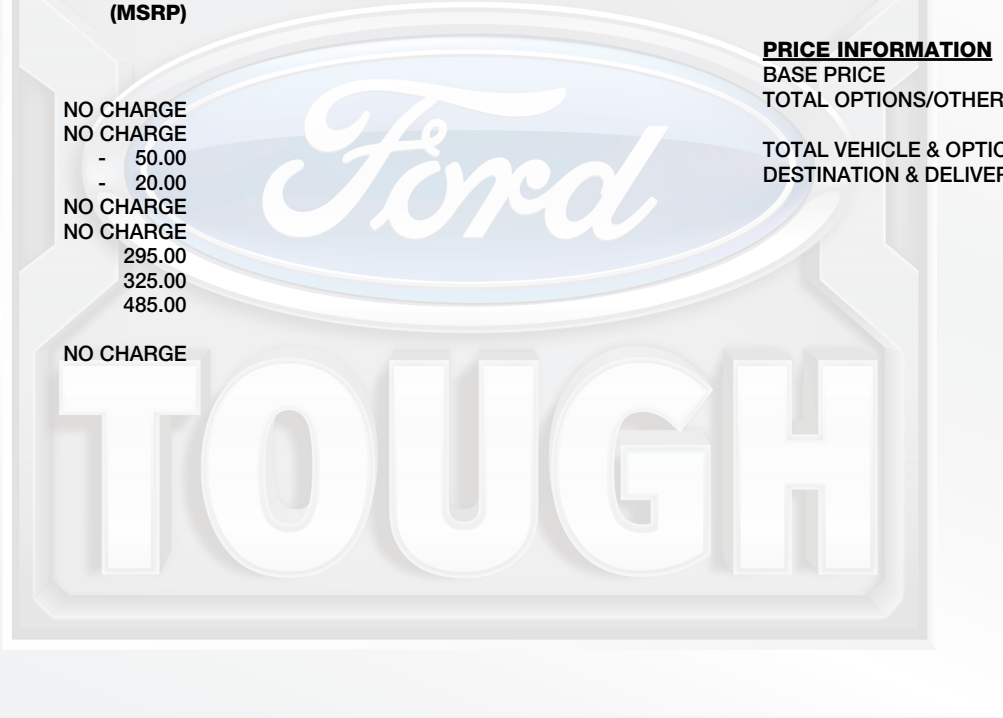 (MSRP)
NO CHARGE
NO CHARGE
- 50.00
- 20.00
NO CHARGE
NO CHARGE
295.00
325.00
485.00
NO CHARGE
PRICE INFORMATION
BASE PRICE
TOTAL OPTIONS/OTHER
TOTAL VEHICLE & OPTIO
DESTINATION & DELIVER
Ford
TOUGH